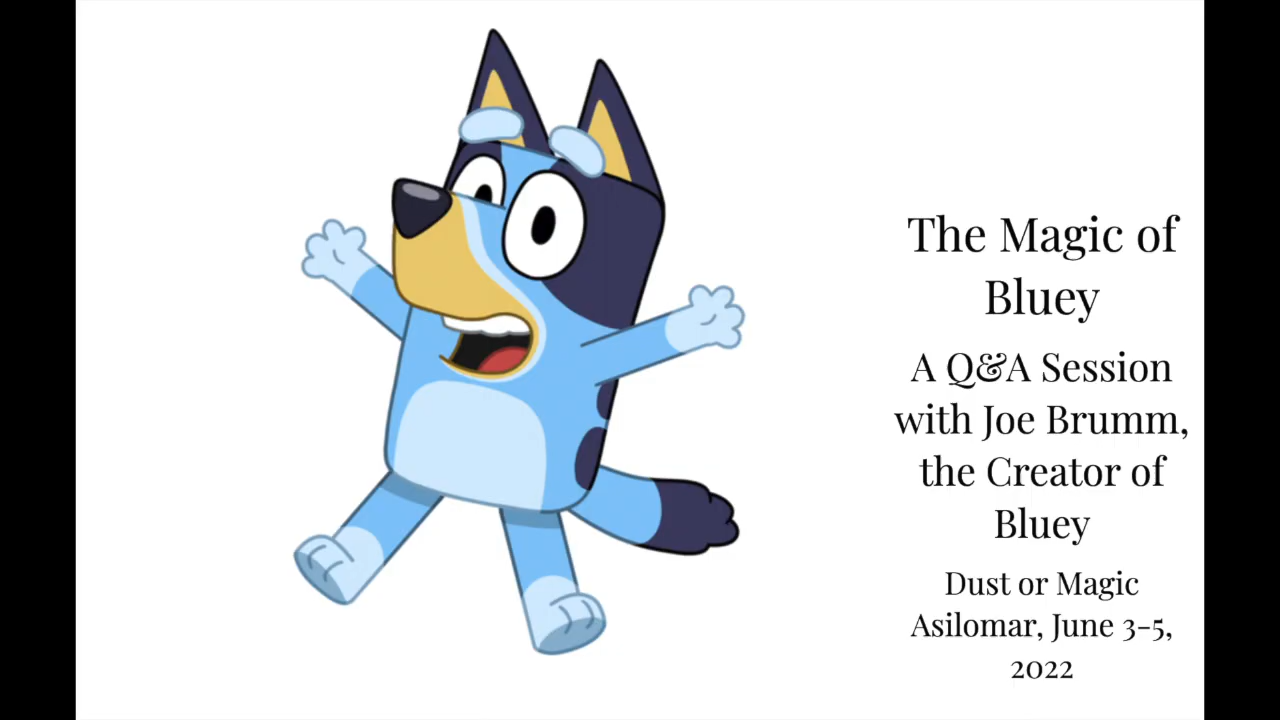 The Magic of
Bluey
A Q&A Session
with Joe Brumm,
the Creator of
Bluey
Dust or Magic
Asilomar, June 3-5,
2022